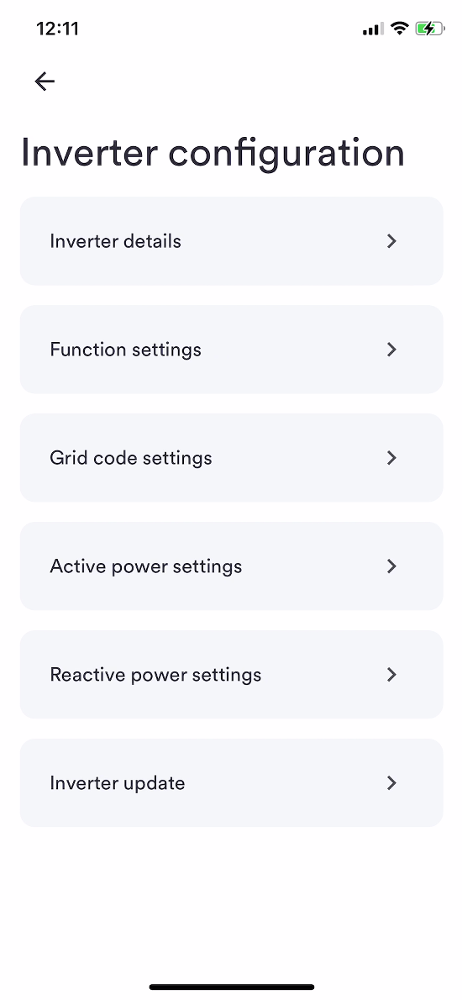 12:11
Inverter configuration
Inverter details
Function settings
Grid code settings
Active power settings
Reactive power settings
Inverter update